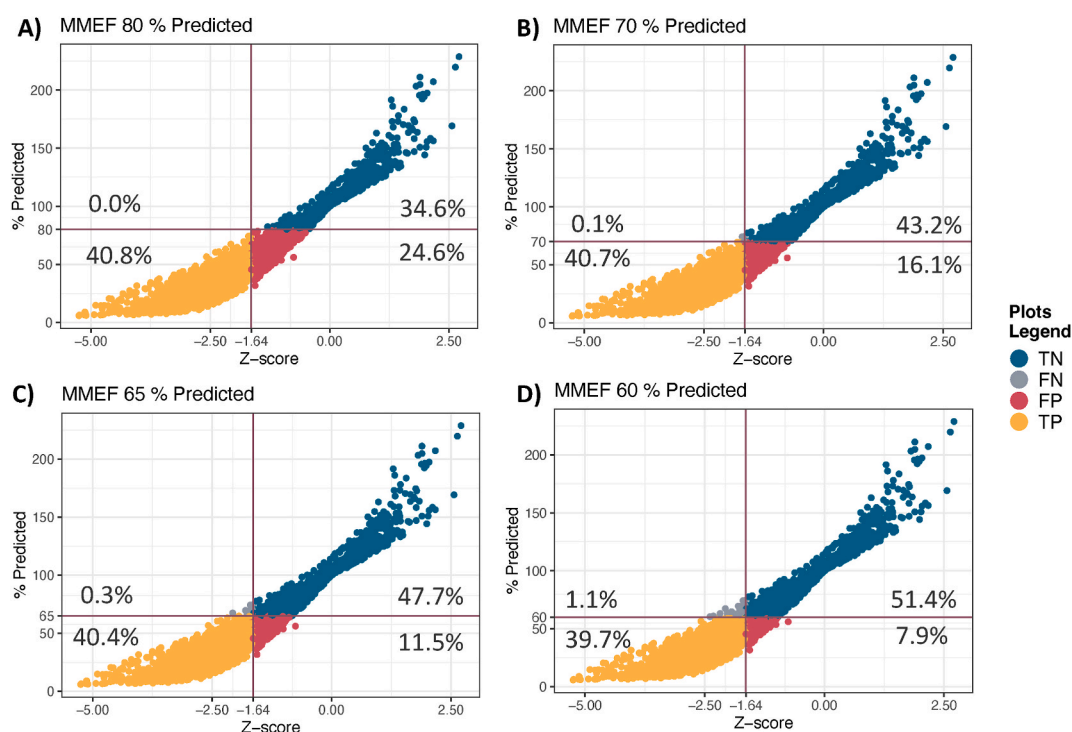 A) MMEF 80 % Predicted
% Predicted
200
150
100
80
50
0
0.0%
34.6%
40.8%
24.6%
−5.00 −2.50 −1.64 0.00 2.50
Z−score
B) MMEF 70 % Predicted
% Predicted
200
150
100
70
50
0
0.1%
43.2%
40.7%
16.1%
−5.00 −2.50 −1.64 0.00 2.50
Z−score
C) MMEF 65 % Predicted
% Predicted
200
150
100
65
50
0
0.3%
47.7%
40.4%
11.5%
−5.00 −2.50 −1.64 0.00 2.50
Z−score
D) MMEF 60 % Predicted
% Predicted
200
150
100
60
50
0
1.1%
51.4%
39.7%
7.9%
−5.00 −2.50 −1.64 0.00 2.50
Z−score
Plots
Legend
TN
FN
FP
TP